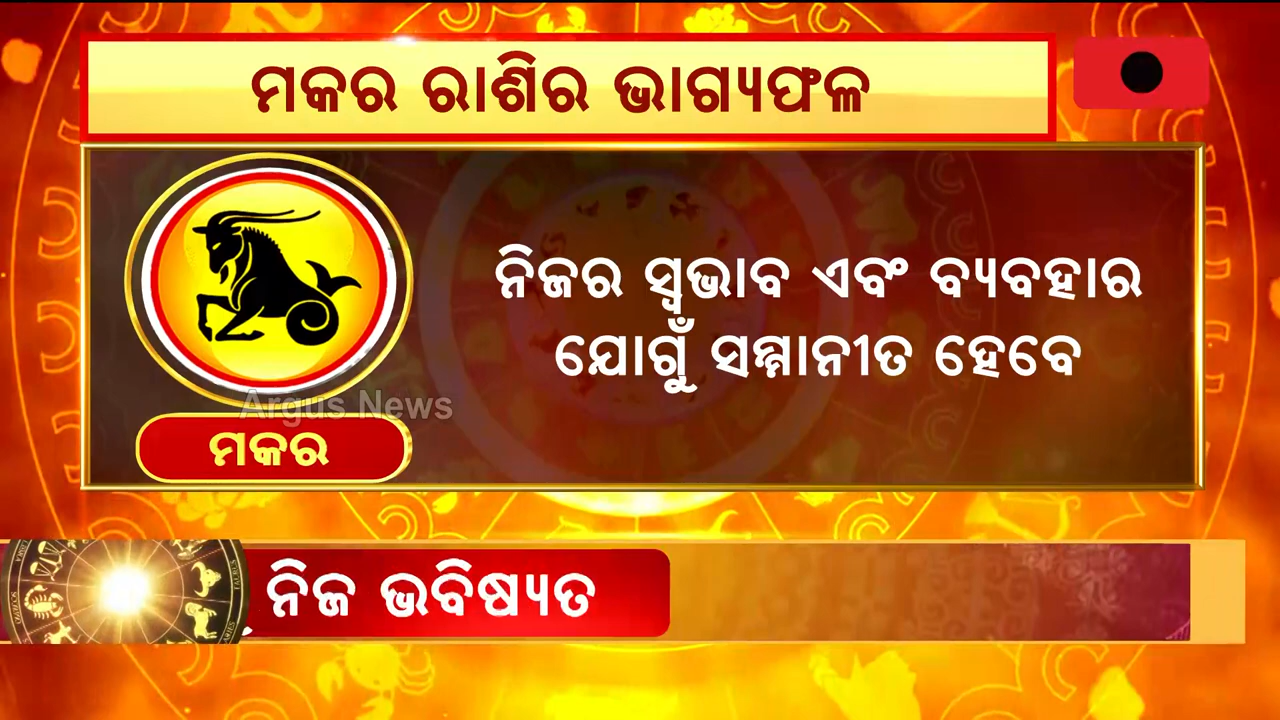 ମକର ରାଶିର ଭାଗ୍ୟଫଳ
ନିଜର ସ୍ୱଭାବ ଏବଂ ବ୍ୟବହାର
ଯୋଗୁଁ ସମ୍ମାନୀତ ହେବେ
Argus News
ମକର
ନିଜ ଭବିଷ୍ୟତ